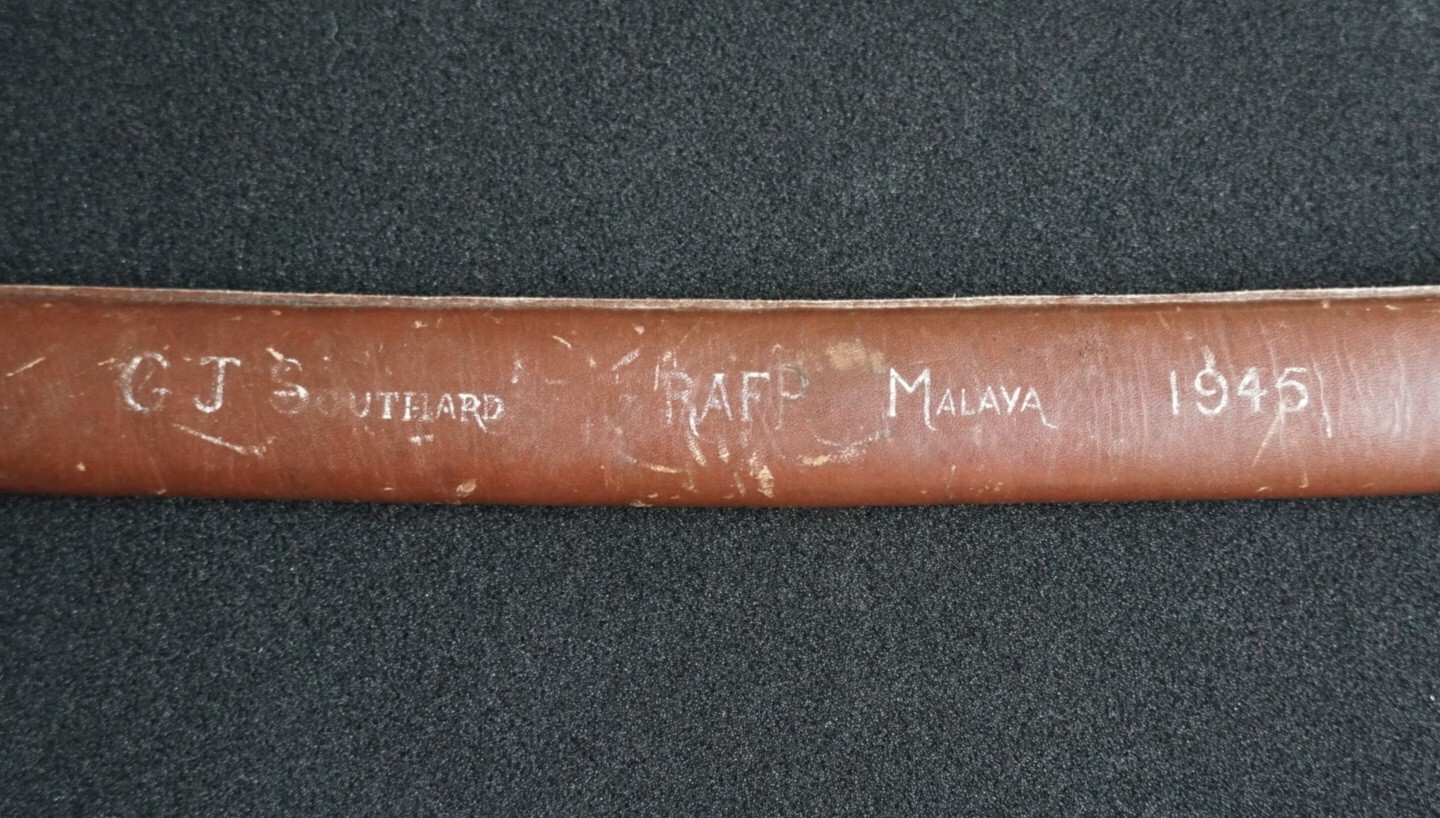 G J SOUTHARD RAFP MALAYA 1945